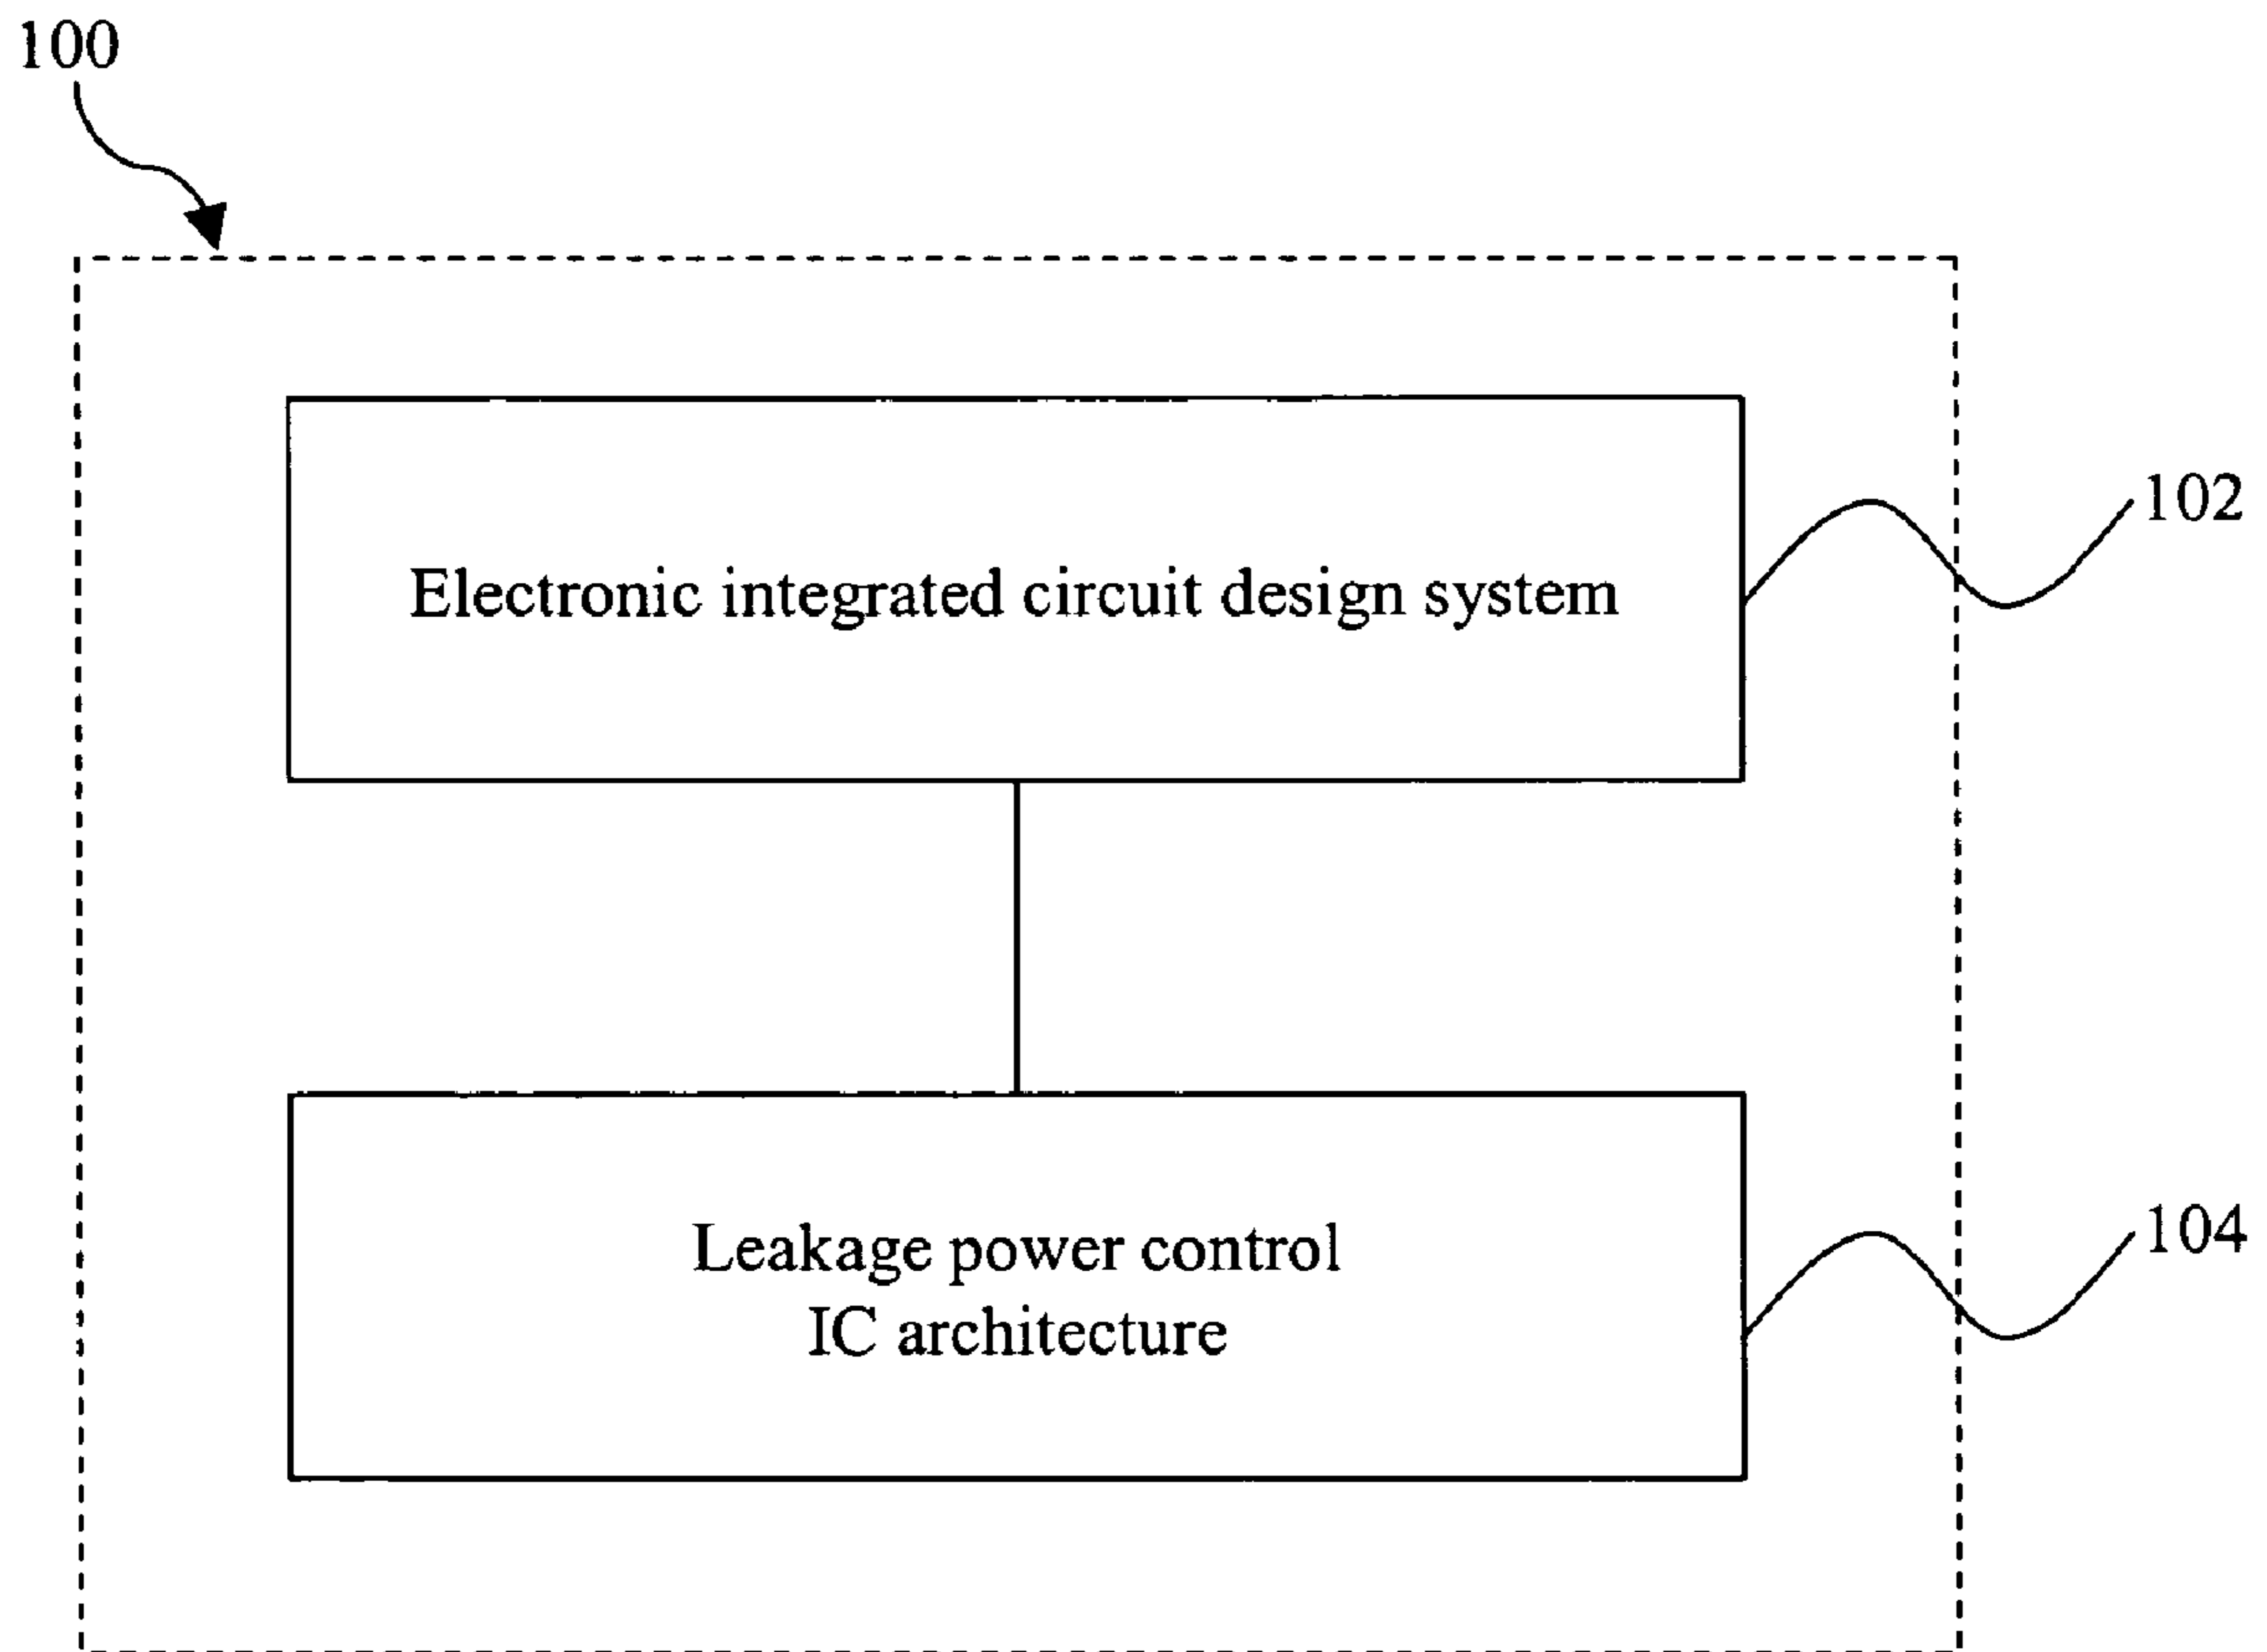 100
Electronic integrated circuit design system
102
Leakage power control
IC architecture
104